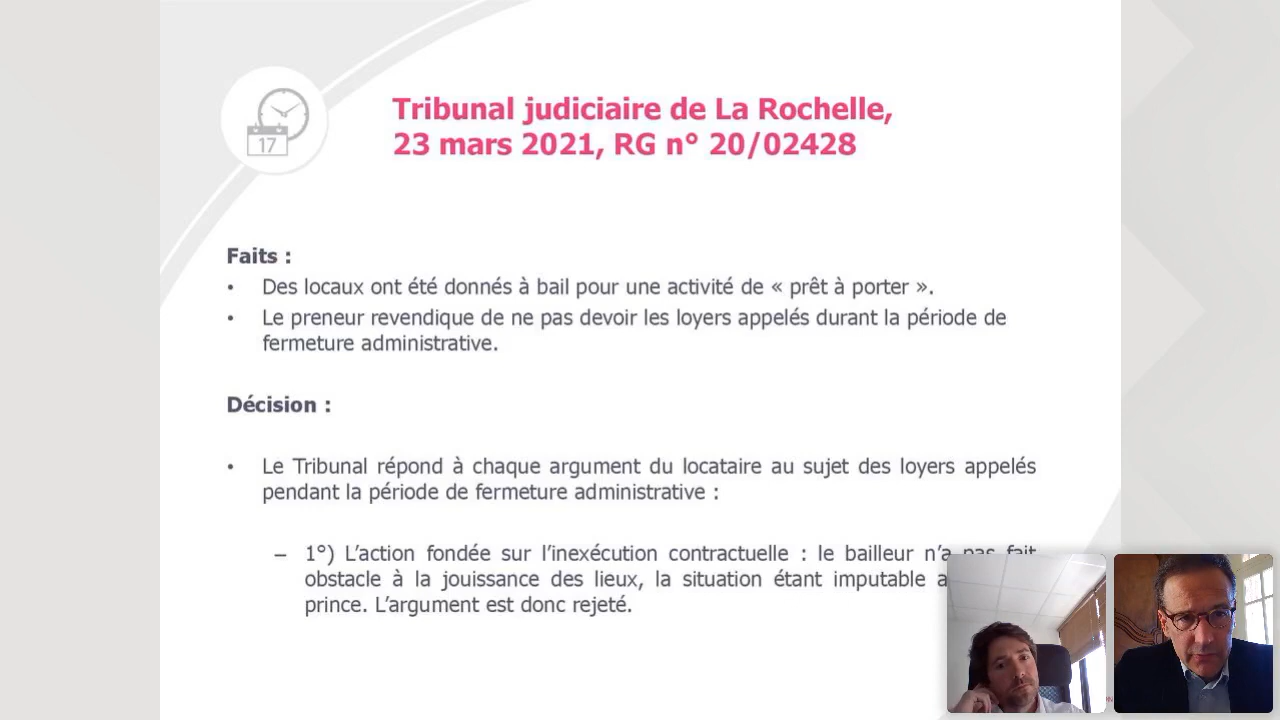 17
Tribunal judiciaire de La Rochelle,
23 mars 2021, RG n° 20/02428
Faits :
• Des locaux ont été donnés à bail pour une activité de « prêt à porter ».
• Le preneur revendique de ne pas devoir les loyers appelés durant la période de
fermeture administrative.
Décision :
• Le Tribunal répond à chaque argument du locataire au sujet des loyers appelés
pendant la période de fermeture administrative :
– 1°) L’action fondée sur l’inexécution contractuelle : le bailleur n’a pas fait
obstacle à la jouissance des lieux, la situation étant imputable
prince. L’argument est donc rejeté.